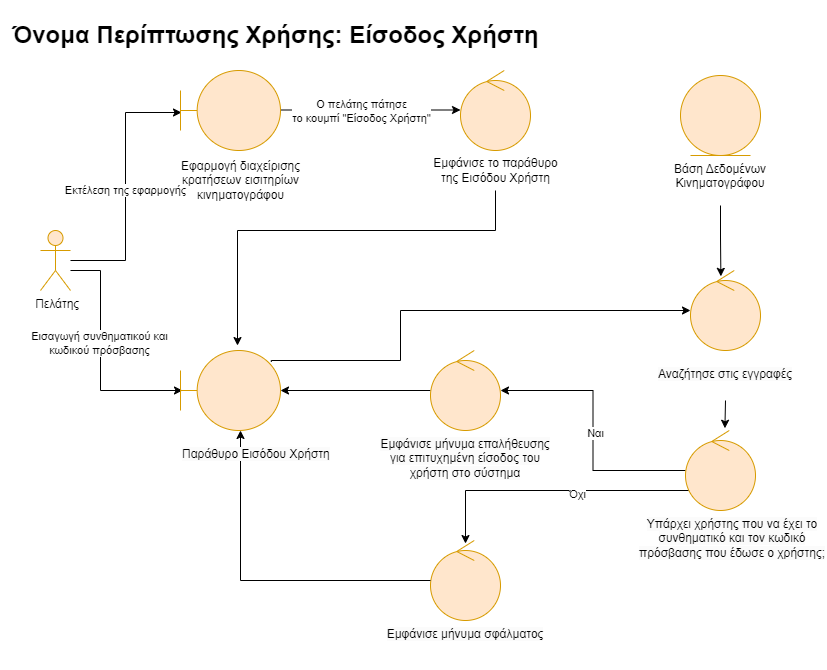 Όνομα Περίπτωσης Χρήσης: Είσοδος Χρήστη
Ο πελάτης πάτησε
το κουμπί "Είσοδος Χρήστη"
Εφαρμογή διαχείρισης
κρατήσεων εισιτηρίων
κινηματογράφου
Εμφάνισε το παράθυρο
της Εισόδου Χρήστη
Βάση Δεδομένων
Κινηματογράφου
Εκτέλεση της εφαρμογής
Πελάτης
Εισαγωγή συνθηματικού και
κωδικού πρόσβασης
Αναζήτησε στις εγγραφές
Παράθυρο Εισόδου Χρήστη
Εμφάνισε μήνυμα επαλήθευσης
για επιτυχημένη είσοδος του
χρήστη στο σύστημα
Ναι
Όχι
Υπάρχει χρήστης που να έχει το
συνθηματικό και τον κωδικό
πρόσβασης που έδωσε ο χρήστης;
Εμφάνισε μήνυμα σφάλματος